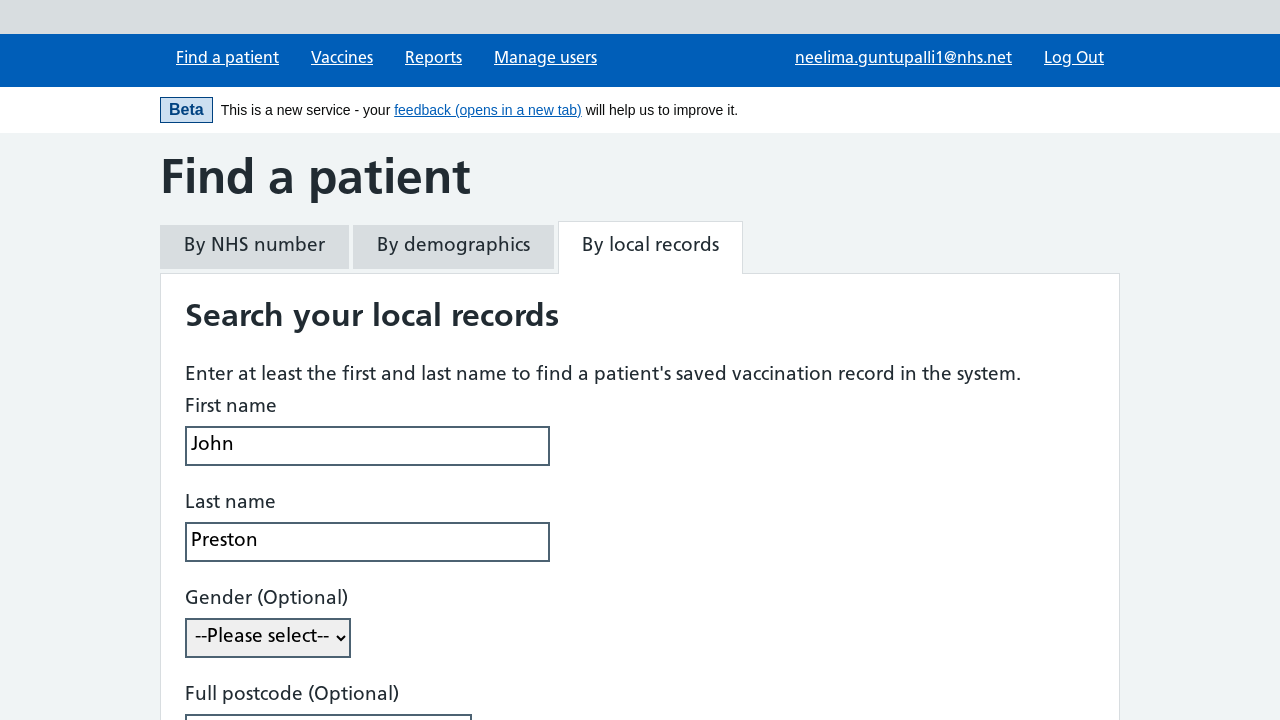 Find a patient Vaccines Reports Manage users neelima.guntupalli1@nhs.net Log Out
Beta This is a new service - your feedback (opens in a new tab) will help us to improve it.
Find a patient
By NHS number By demographics By local records
Search your local records
Enter at least the first and last name to find a patient's saved vaccination record in the system.
First name
John
Last name
Preston
Gender (Optional)
--Please select--
Full postcode (Optional)